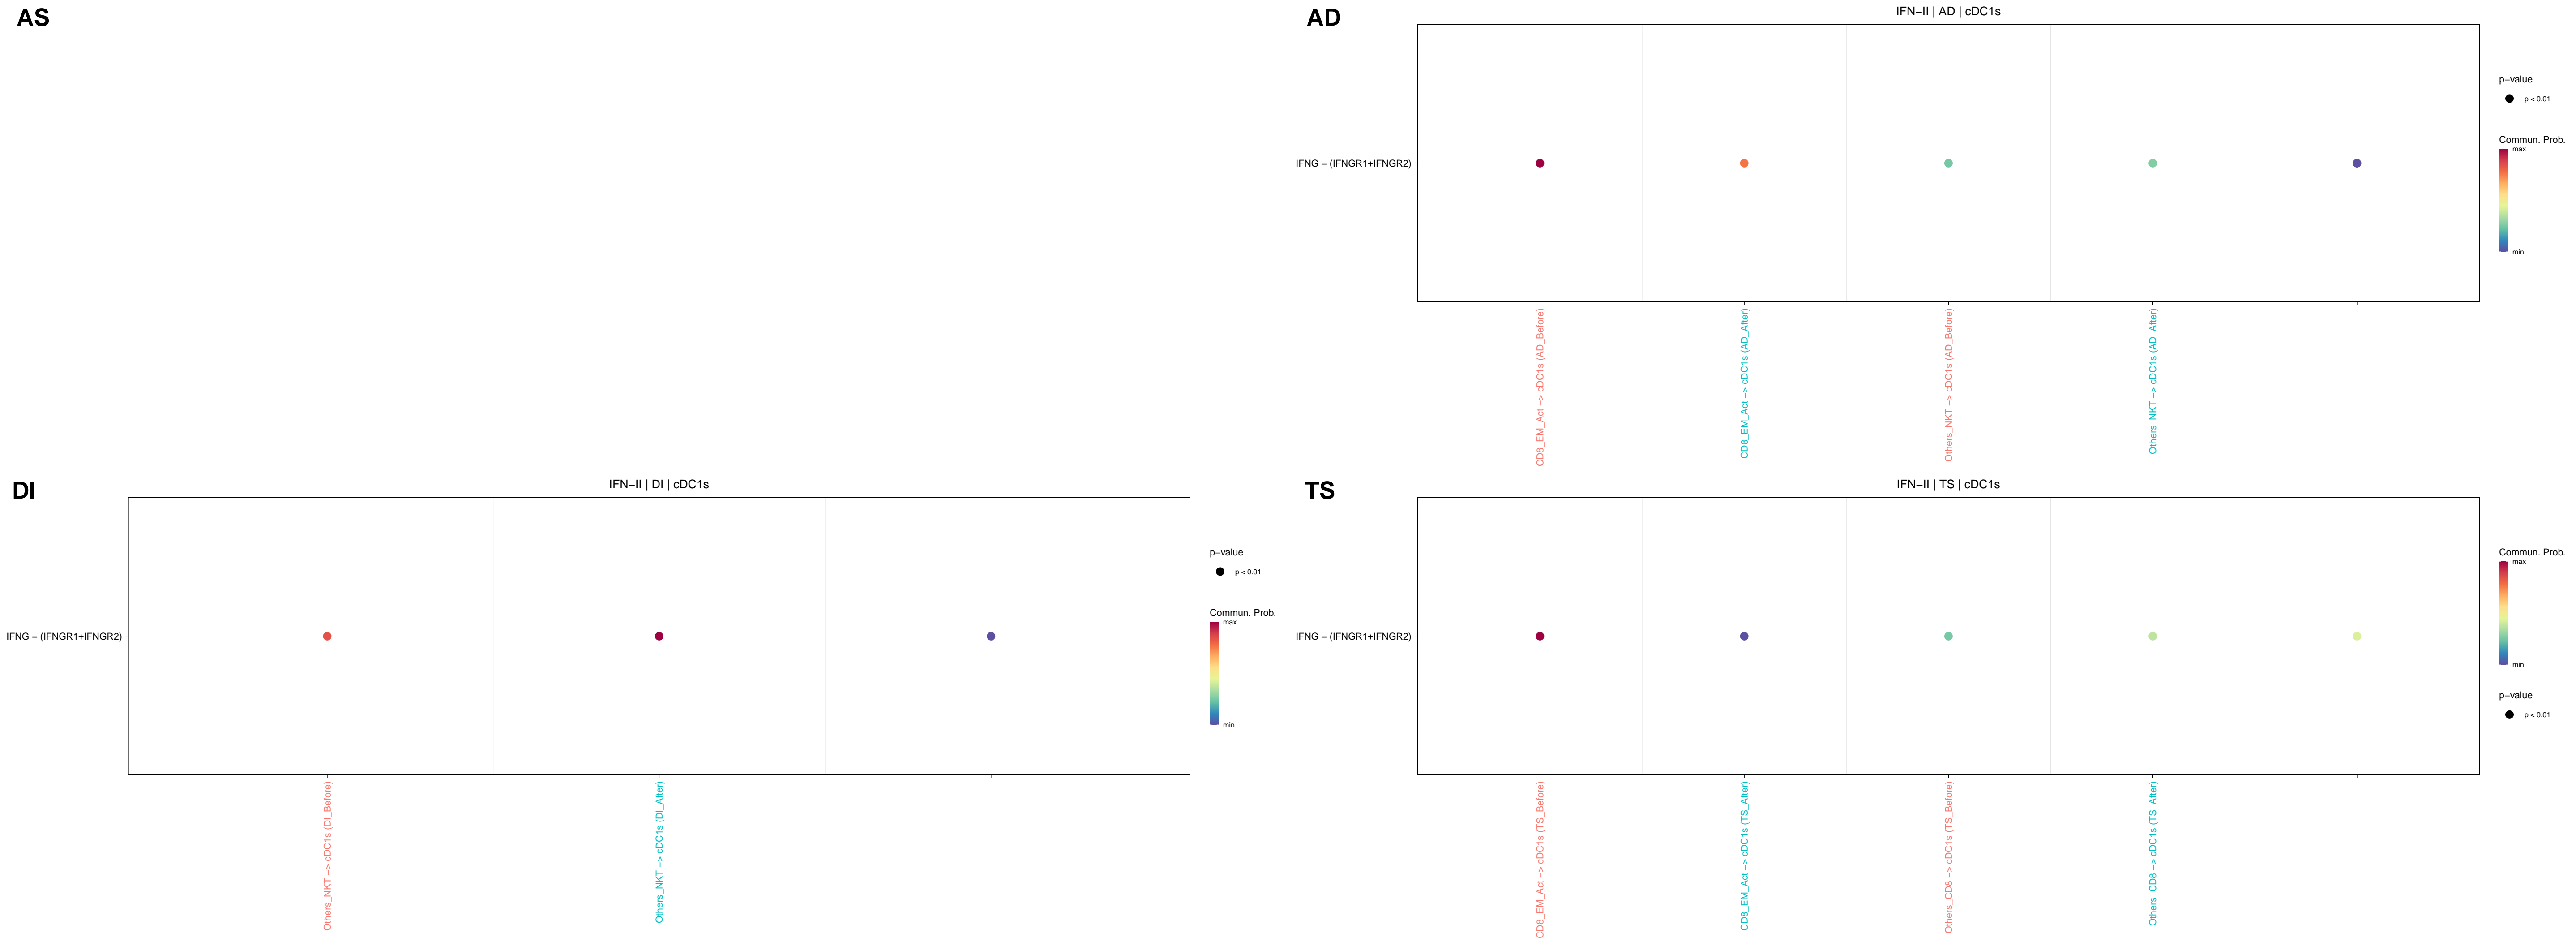 AS
AD
IFN−II | AD | cDC1s
IFNG − (IFNGR1+IFNGR2)
CD8_EM_Act −> cDC1s (AD_Before)
CD8_EM_Act −> cDC1s (AD_After)
Others_NKT −> cDC1s (AD_Before)
Others_NKT −> cDC1s (AD_After)
p−value
p < 0.01
Commun. Prob.
max
min
DI
IFN−II | DI | cDC1s
IFNG − (IFNGR1+IFNGR2)
Others_NKT −> cDC1s (DI_Before)
Others_NKT −> cDC1s (DI_After)
p−value
p < 0.01
Commun. Prob.
max
min
TS
IFN−II | TS | cDC1s
IFNG − (IFNGR1+IFNGR2)
CD8_EM_Act −> cDC1s (TS_Before)
CD8_EM_Act −> cDC1s (TS_After)
Others_CD8 −> cDC1s (TS_Before)
Others_CD8 −> cDC1s (TS_After)
Commun. Prob.
max
min
p−value
p < 0.01